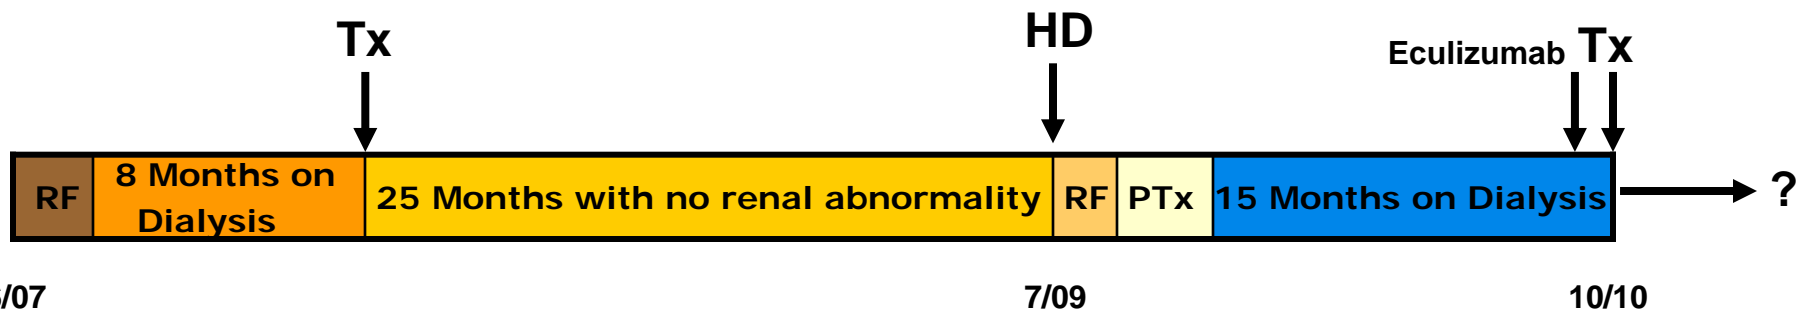 Tx
HD
Eculizumab Tx
RF
8 Months on
Dialysis
25 Months with no renal abnormality
RF
PTx
15 Months on Dialysis
?
/07
7/09
10/10